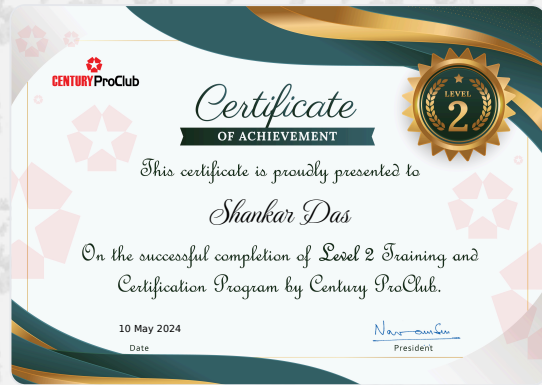 CENTURY ProClub
Certificate
OF ACHIEVEMENT
LEVEL
2
This certificate is proudly presented to
Shankar Das
On the successful completion of Level 2 Training and
Certification Program by Century ProClub.
10 May 2024
Date
President